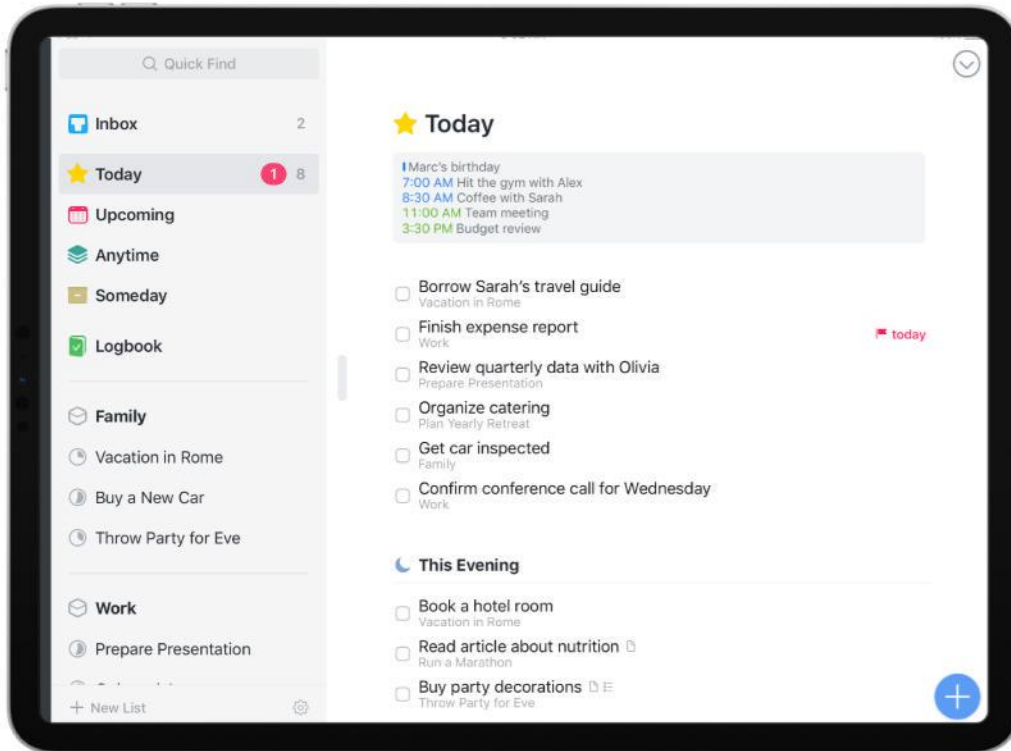 Quick Find
Inbox 2
Today 1 8
Upcoming
Anytime
Someday
Logbook
Family
Vacation in Rome
Buy a New Car
Throw Party for Eve
Work
Prepare Presentation
+ New List
Today
Marc's birthday
7:00 AM Hit the gym with Alex
8:30 AM Coffee with Sarah
11:00 AM Team meeting
3:30 PM Budget review
Borrow Sarah's travel guide
Vacation in Rome
Finish expense report
Work
today
Review quarterly data with Olivia
Prepare Presentation
Organize catering
Plan Yearly Retreat
Get car inspected
Family
Confirm conference call for Wednesday
Work
This Evening
Book a hotel room
Vacation in Rome
Read article about nutrition
Run a Marathon
Buy party decorations
Throw Party for Eve